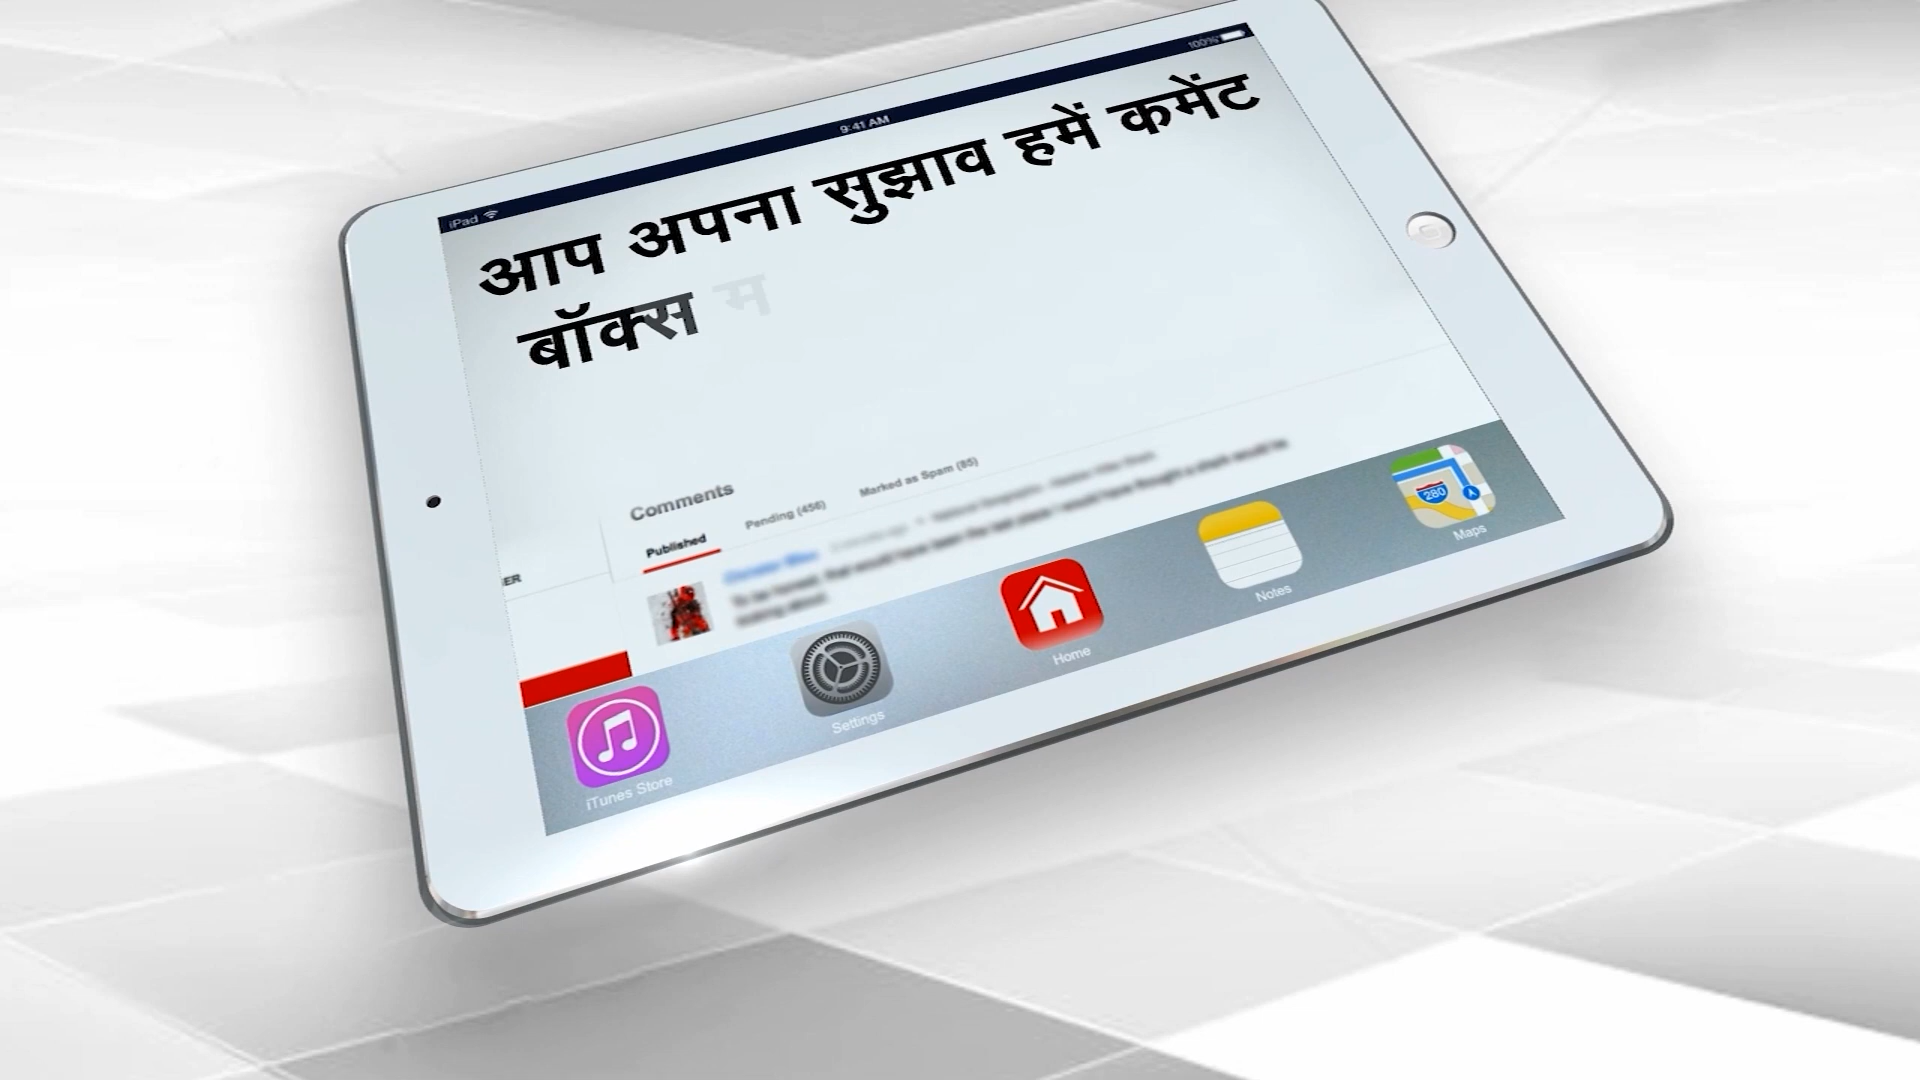 iPad 9:41 AM 100%
आप अपना सुझाव हमें कमेंट
बॉक्स म
Comments
Published Pending (456) Marked as Spam (85)
ER
iTunes Store
Settings
Home
Notes
280
Maps